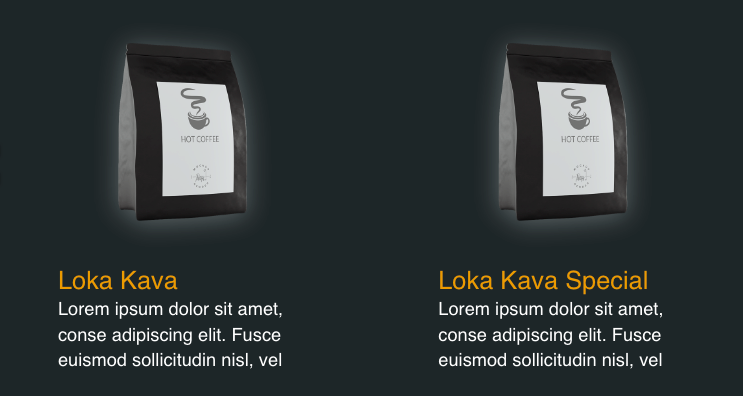 HOT COFFEE
HOT COFFEE
Loka Kava
Lorem ipsum dolor sit amet,
conse adipiscing elit. Fusce
euismod sollicitudin nisl, vel
Loka Kava Special
Lorem ipsum dolor sit amet,
conse adipiscing elit. Fusce
euismod sollicitudin nisl, vel